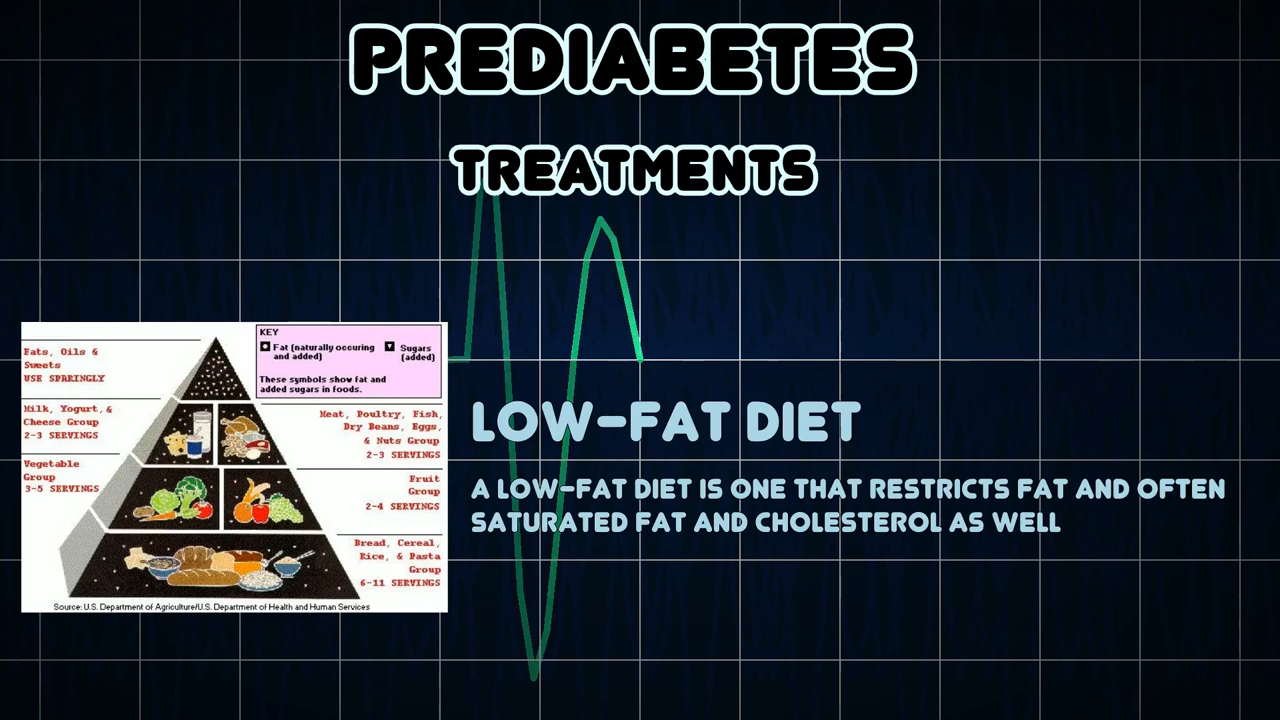 PREDIABETES
TREATMENTS
KEY
Fat (naturally occuring
and added)
Sugars
(added)
These symbols show fat and
added sugars in foods.
Fats, Oils &
Sweets
USE SPARINGLY
Milk, Yogurt, &
Cheese Group
2-3 SERVINGS
Meat, Poultry, Fish,
Dry Beans, Eggs,
& Nuts Group
2-3 SERVINGS
Vegetable
Group
3-5 SERVINGS
Fruit
Group
2-4 SERVINGS
Bread, Cereal,
Rice, & Pasta
Group
6-11 SERVINGS
Source: U.S. Department of Agriculture/U.S. Department of Health and Human Services
LOW-FAT DIET
A LOW-FAT DIET IS ONE THAT RESTRICTS FAT AND OFTEN
SATURATED FAT AND CHOLESTEROL AS WELL